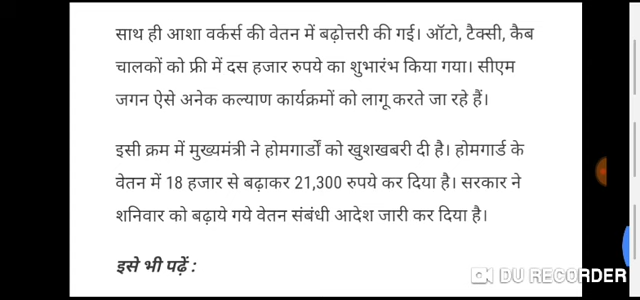 साथ ही आशा वर्कर्स की वेतन में बढ़ोत्तरी की गई। ऑटो, टैक्सी, कैब
चालकों को फ्री में दस हजार रुपये का शुभारंभ किया गया। सीएम
जगन ऐसे अनेक कल्याण कार्यक्रमों को लागू करते जा रहे हैं।
इसी क्रम में मुख्यमंत्री ने होमगार्डों को खुशखबरी दी है। होमगार्ड के
वेतन में 18 हजार से बढ़ाकर 21,300 रुपये कर दिया है। सरकार ने
शनिवार को बढ़ाये गये वेतन संबंधी आदेश जारी कर दिया है।
इसे भी पढ़ें :
DU RECORDER